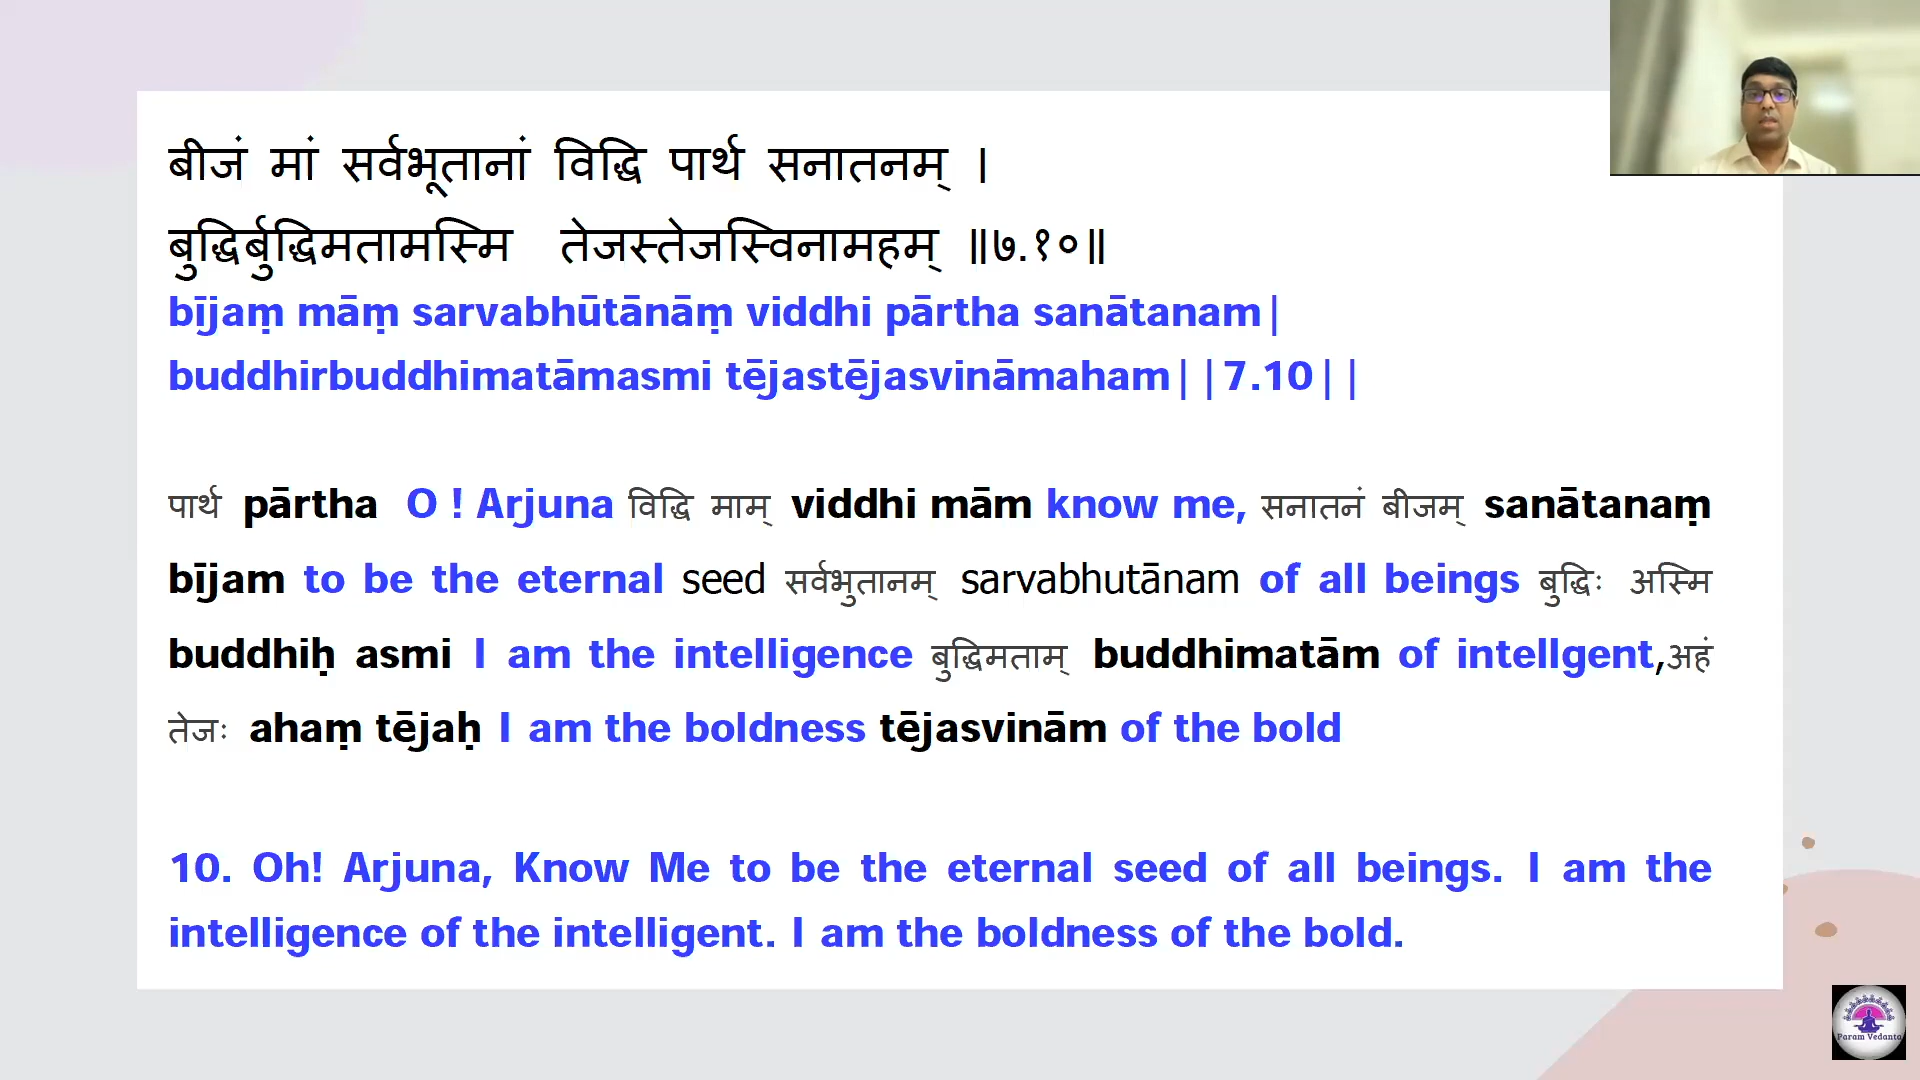 बीजं मां सर्वभूतानां विद्धि पार्थ सनातनम् ।
बुद्धिर्बुद्धिमतामस्मि तेजस्तेजस्विनामहम् ॥७.१०॥
bījaṃ māṃ sarvabhūtānāṃ viddhi pārtha sanātanam|
buddhirbuddhimatāmasmi tējastējasvināmaham||7.10||
पार्थ pārtha O ! Arjuna विद्धि माम् viddhi mām know me, सनातनं बीजम् sanātanaṃ
bījam to be the eternal seed सर्वभुतानम् sarvabhutānam of all beings बुद्धिः अस्मि
buddhiḥ asmi I am the intelligence बुद्धिमताम् buddhimatām of intellgent,अहं
तेजः ahaṃ tējaḥ I am the boldness tējasvinām of the bold
10. Oh! Arjuna, Know Me to be the eternal seed of all beings. I am the
intelligence of the intelligent. I am the boldness of the bold.
Param Vedanta